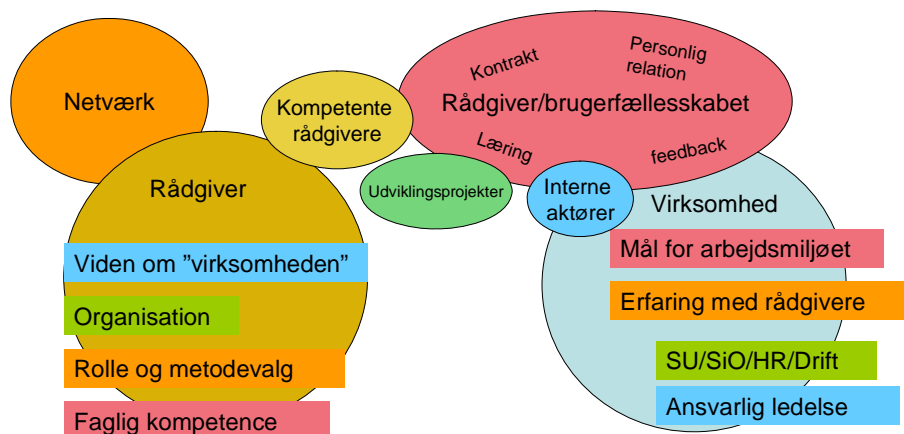 Netværk
Kompetente
rådgivere
Kontrakt
Personlig
relation
Rådgiver/brugerfællesskabet
Læring
feedback
Udviklingsprojekter
Interne
aktører
Rådgiver
Viden om ”virksomheden”
Organisation
Rolle og metodevalg
Faglig kompetence
Virksomhed
Mål for arbejdsmiljøet
Erfaring med rådgivere
SU/SiO/HR/Drift
Ansvarlig ledelse